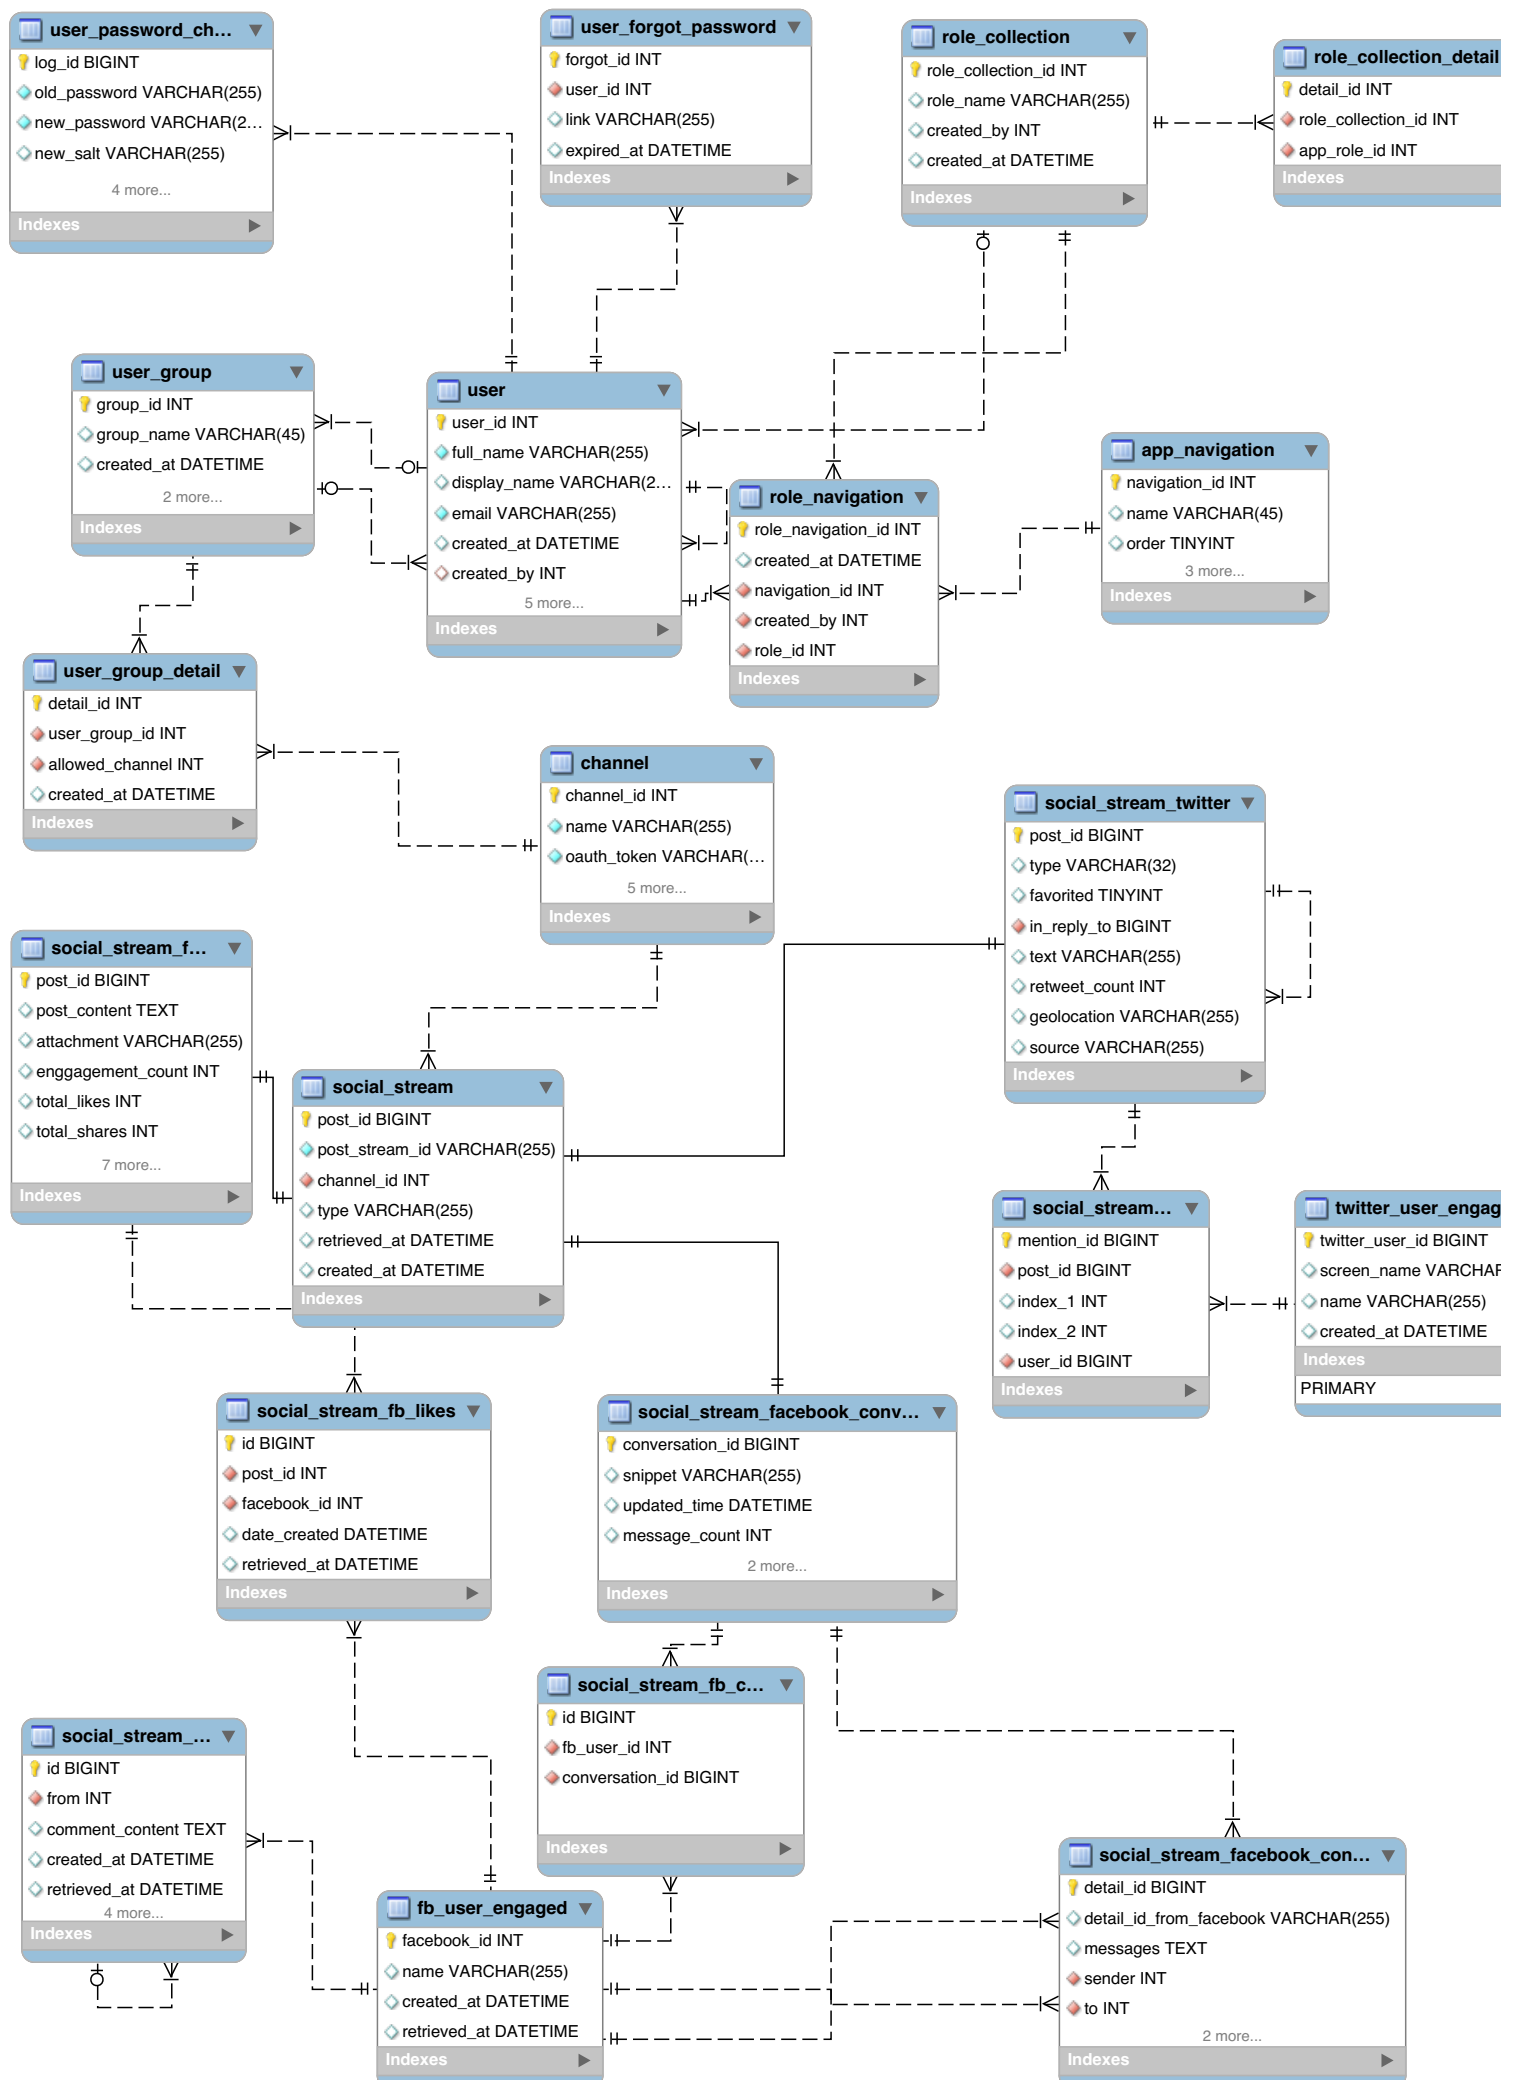 user_password_ch...
log_id BIGINT
old_password VARCHAR(255)
new_password VARCHAR(2...
new_salt VARCHAR(255)
4 more...
Indexes
user_forgot_password
forgot_id INT
user_id INT
link VARCHAR(255)
expired_at DATETIME
Indexes
role_collection
role_collection_id INT
role_name VARCHAR(255)
created_by INT
created_at DATETIME
Indexes
role_collection_detail
detail_id INT
role_collection_id INT
app_role_id INT
Indexes
user_group
group_id INT
group_name VARCHAR(45)
created_at DATETIME
2 more...
Indexes
user
user_id INT
full_name VARCHAR(255)
display_name VARCHAR(2...
email VARCHAR(255)
created_at DATETIME
created_by INT
5 more...
Indexes
role_navigation
role_navigation_id INT
created_at DATETIME
navigation_id INT
created_by INT
role_id INT
Indexes
app_navigation
navigation_id INT
name VARCHAR(45)
order TINYINT
3 more...
Indexes
user_group_detail
detail_id INT
user_group_id INT
allowed_channel INT
created_at DATETIME
Indexes
channel
channel_id INT
name VARCHAR(255)
oauth_token VARCHAR(...
5 more...
Indexes
social_stream_twitter
post_id BIGINT
type VARCHAR(32)
favorited TINYINT
in_reply_to BIGINT
text VARCHAR(255)
retweet_count INT
geolocation VARCHAR(255)
source VARCHAR(255)
Indexes
social_stream_f...
post_id BIGINT
post_content TEXT
attachment VARCHAR(255)
enggagement_count INT
total_likes INT
total_shares INT
7 more...
Indexes
social_stream
post_id BIGINT
post_stream_id VARCHAR(255)
channel_id INT
type VARCHAR(255)
retrieved_at DATETIME
created_at DATETIME
Indexes
social_stream...
mention_id BIGINT
post_id BIGINT
index_1 INT
index_2 INT
user_id BIGINT
Indexes
twitter_user_engag
twitter_user_id BIGINT
screen_name VARCHAR
name VARCHAR(255)
created_at DATETIME
Indexes
PRIMARY
social_stream_fb_likes
id BIGINT
post_id INT
facebook_id INT
date_created DATETIME
retrieved_at DATETIME
Indexes
social_stream_facebook_conv...
conversation_id BIGINT
snippet VARCHAR(255)
updated_time DATETIME
message_count INT
2 more...
Indexes
social_stream_fb_c...
id BIGINT
fb_user_id INT
conversation_id BIGINT
Indexes
social_stream_...
id BIGINT
from INT
comment_content TEXT
created_at DATETIME
retrieved_at DATETIME
4 more...
Indexes
fb_user_engaged
facebook_id INT
name VARCHAR(255)
created_at DATETIME
retrieved_at DATETIME
Indexes
social_stream_facebook_con...
detail_id BIGINT
detail_id_from_facebook VARCHAR(255)
messages TEXT
sender INT
to INT
2 more...
Indexes